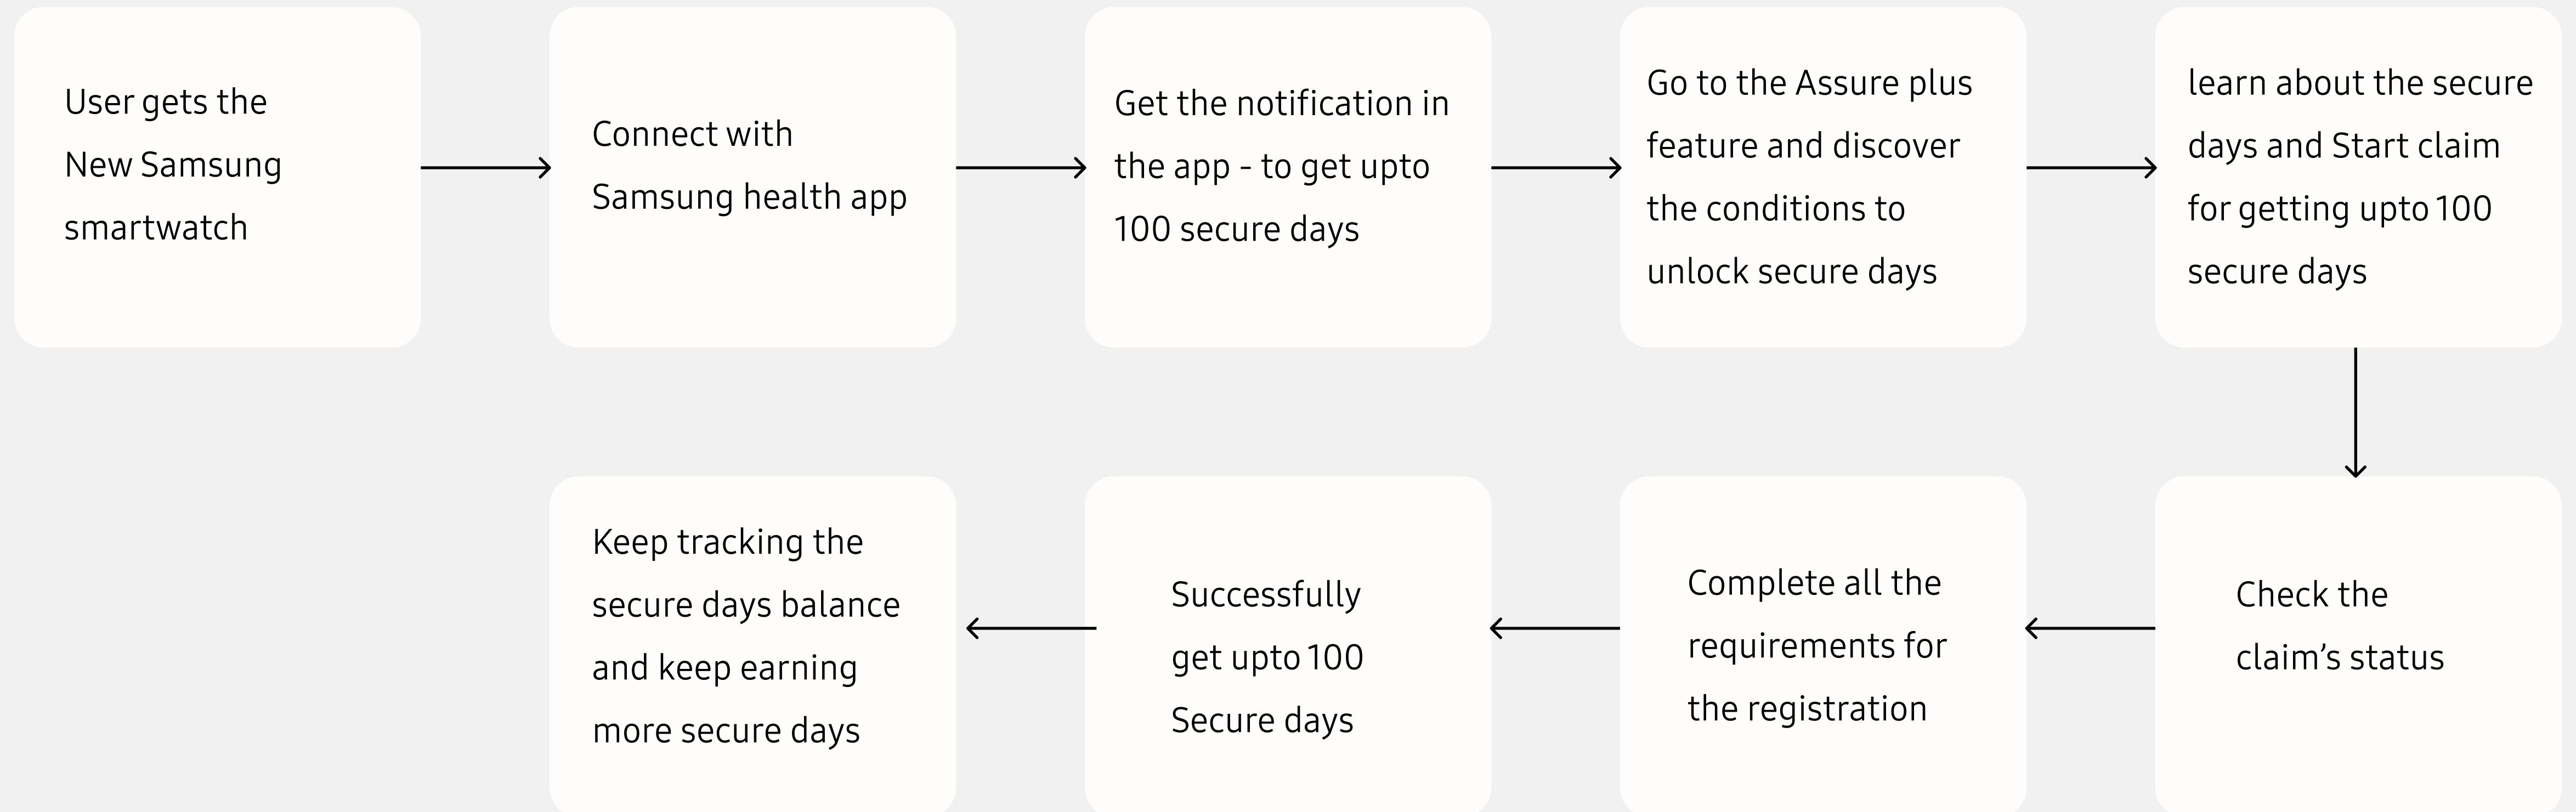 User gets the
New Samsung
smartwatch
Connect with
Samsung health app
Get the notification in
the app - to get upto
100 secure days
Go to the Assure plus
feature and discover
the conditions to
unlock secure days
learn about the secure
days and Start claim
for getting upto 100
secure days
Check the
claim’s status
Complete all the
requirements for
the registration
Successfully
get upto 100
Secure days
Keep tracking the
secure days balance
and keep earning
more secure days